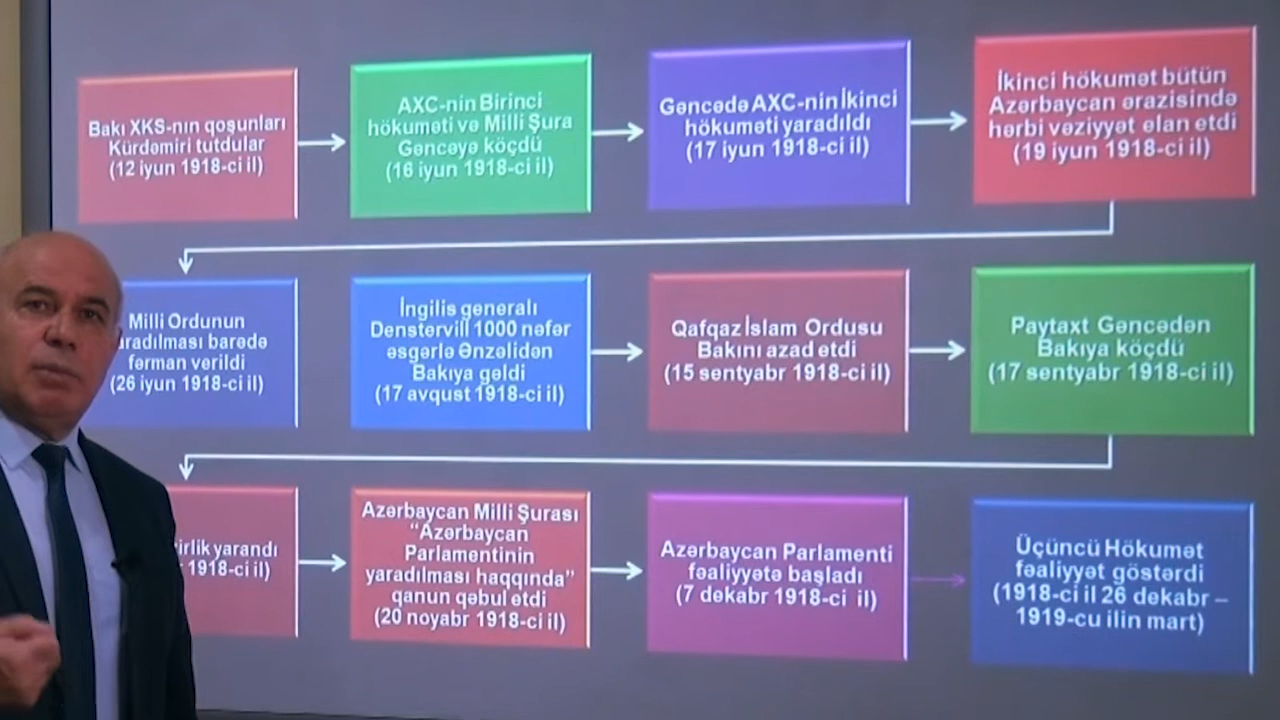 Bakı XKS-nın qoşunları
Kürdəmiri tutdular
(12 iyun 1918-ci il)
AXC-nin Birinci
hökuməti və Milli Şura
Gəncəyə köçdü
(16 iyun 1918-ci il)
Gəncədə AXC-nin İkinci
hökuməti yaradıldı
(17 iyun 1918-ci il)
İkinci hökumət bütün
Azərbaycan ərazisində
hərbi vəziyyət elan etdi
(19 iyun 1918-ci il)
Milli Ordunun
aradılması barədə
fərman verildi
(26 iyun 1918-ci il)
İngilis generalı
Denstervill 1000 nəfər
əsgərlə Ənzəlidən
Bakıya gəldi
(17 avqust 1918-ci il)
Qafqaz İslam Ordusu
Bakını azad etdi
(15 sentyabr 1918-ci il)
Paytaxt Gəncədən
Bakıya köçdü
(17 sentyabr 1918-ci il)
irlik yarandı
1918-ci il)
Azərbaycan Milli Şurası
“Azərbaycan
Parlamentinin
yaradılması haqqında”
qanun qəbul etdi
(20 noyabr 1918-ci il)
Azərbaycan Parlamenti
fəaliyyətə başladı
(7 dekabr 1918-ci il)
Üçüncü Hökumət
fəaliyyət göstərdi
(1918-ci il 26 dekabr –
1919-cu ilin mart)